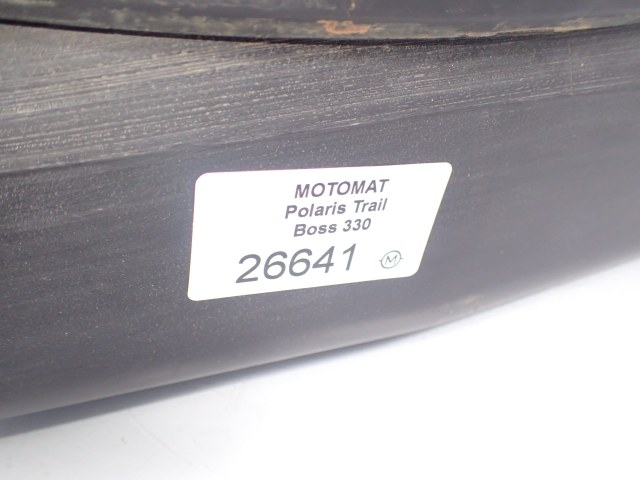 MOTOMAT
Polaris Trail
Boss 330
26641 M